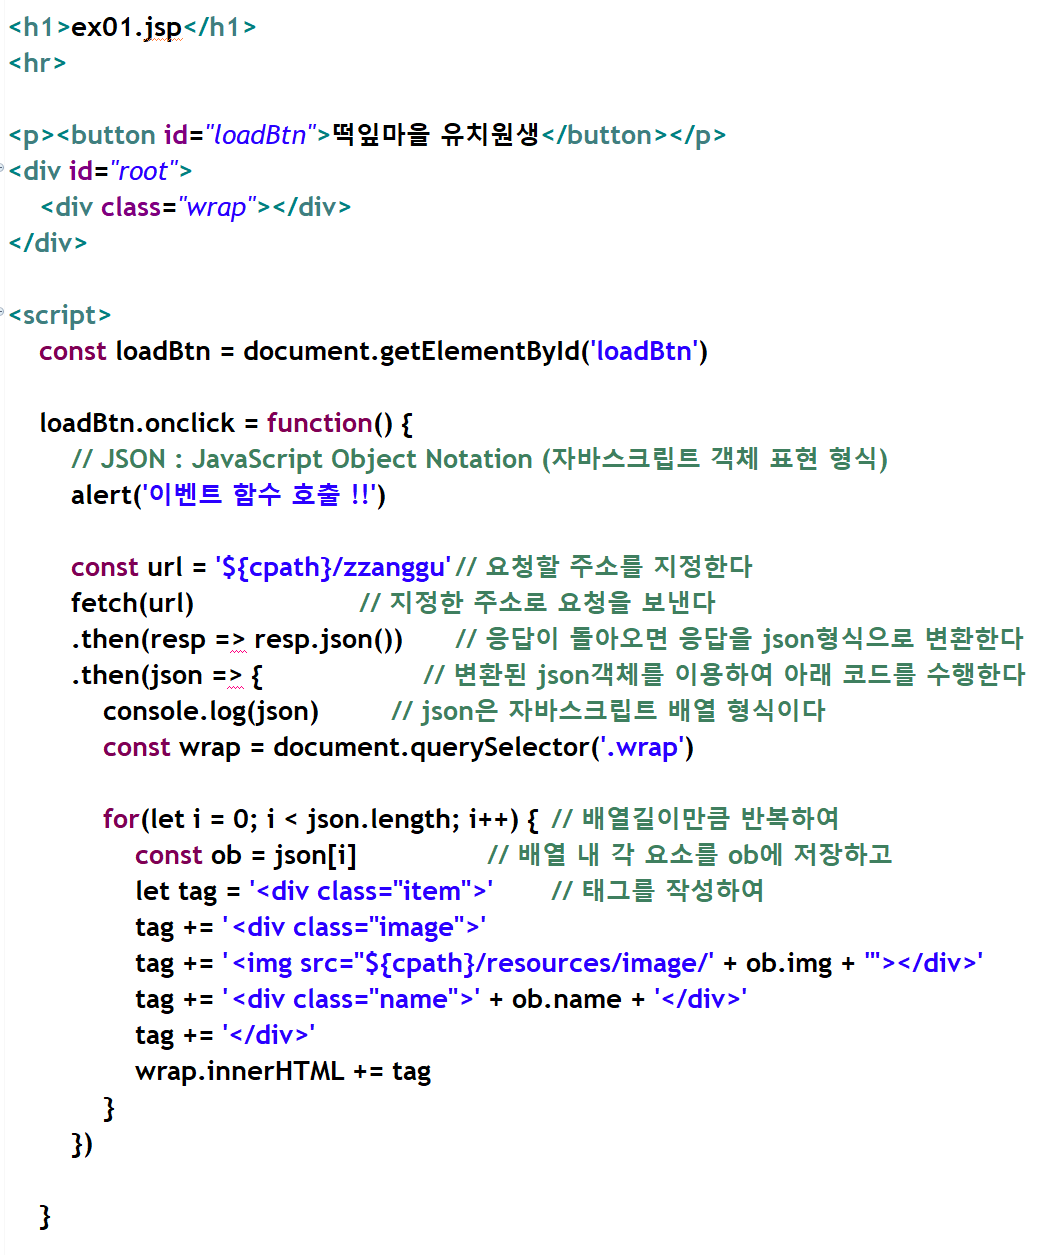 <h1>ex01.jsp</h1>
<hr>
<p><button id="loadBtn">떡잎마을 유치원생</button></p>
<div id="root">
<div class="wrap"></div>
</div>
<script>
const loadBtn = document.getElementById('loadBtn')
loadBtn.onclick = function() {
// JSON : JavaScript Object Notation (자바스크립트 객체 표현 형식)
alert('이벤트 함수 호출 !!')
const url = '${cpath}/zzanggu' // 요청할 주소를 지정한다
fetch(url) // 지정한 주소로 요청을 보낸다
.then(resp => resp.json()) // 응답이 돌아오면 응답을 json형식으로 변환한다
.then(json => { // 변환된 json객체를 이용하여 아래 코드를 수행한다
console.log(json) // json은 자바스크립트 배열 형식이다
const wrap = document.querySelector('.wrap')
for(let i = 0; i < json.length; i++) { // 배열길이만큼 반복하여
const ob = json[i] // 배열 내 각 요소를 ob에 저장하고
let tag = '<div class="item">' // 태그를 작성하여
tag += '<div class="image">'
tag += '<img src="${cpath}/resources/image/' + ob.img + '"></div>'
tag += '<div class="name">' + ob.name + '</div>'
tag += '</div>'
wrap.innerHTML += tag
}
})
}